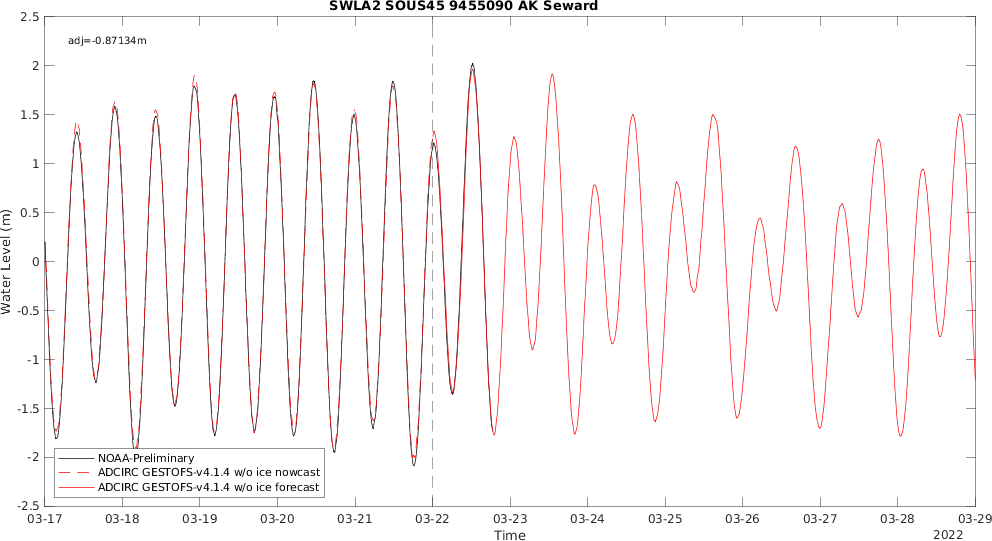 SWLA2 SOUS45 9455090 AK Seward
adj=-0.87134m
2.5
2
1.5
1
0.5
0
-0.5
-1
-1.5
-2
-2.5
Water Level (m)
NOAA-Preliminary
ADCIRC GESTOFS-v4.1.4 w/o ice nowcast
ADCIRC GESTOFS-v4.1.4 w/o ice forecast
03-17 03-18 03-19 03-20 03-21 03-22 03-23 03-24 03-25 03-26 03-27 03-28 03-29
Time
2022